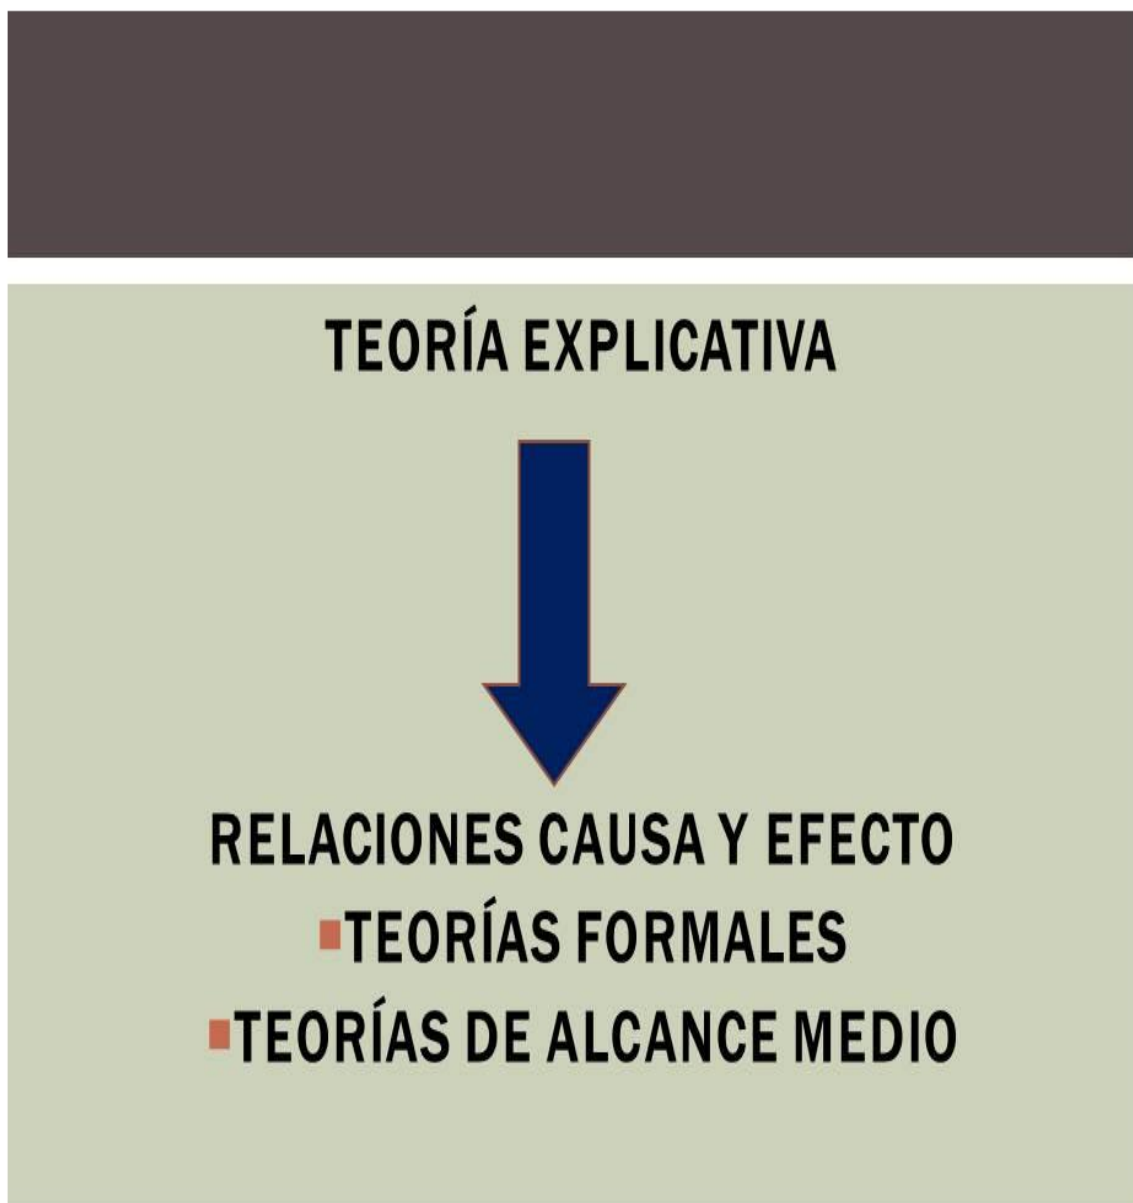 TEORÍA EXPLICATIVA
RELACIONES CAUSA Y EFECTO
▪TEORÍAS FORMALES
▪TEORÍAS DE ALCANCE MEDIO